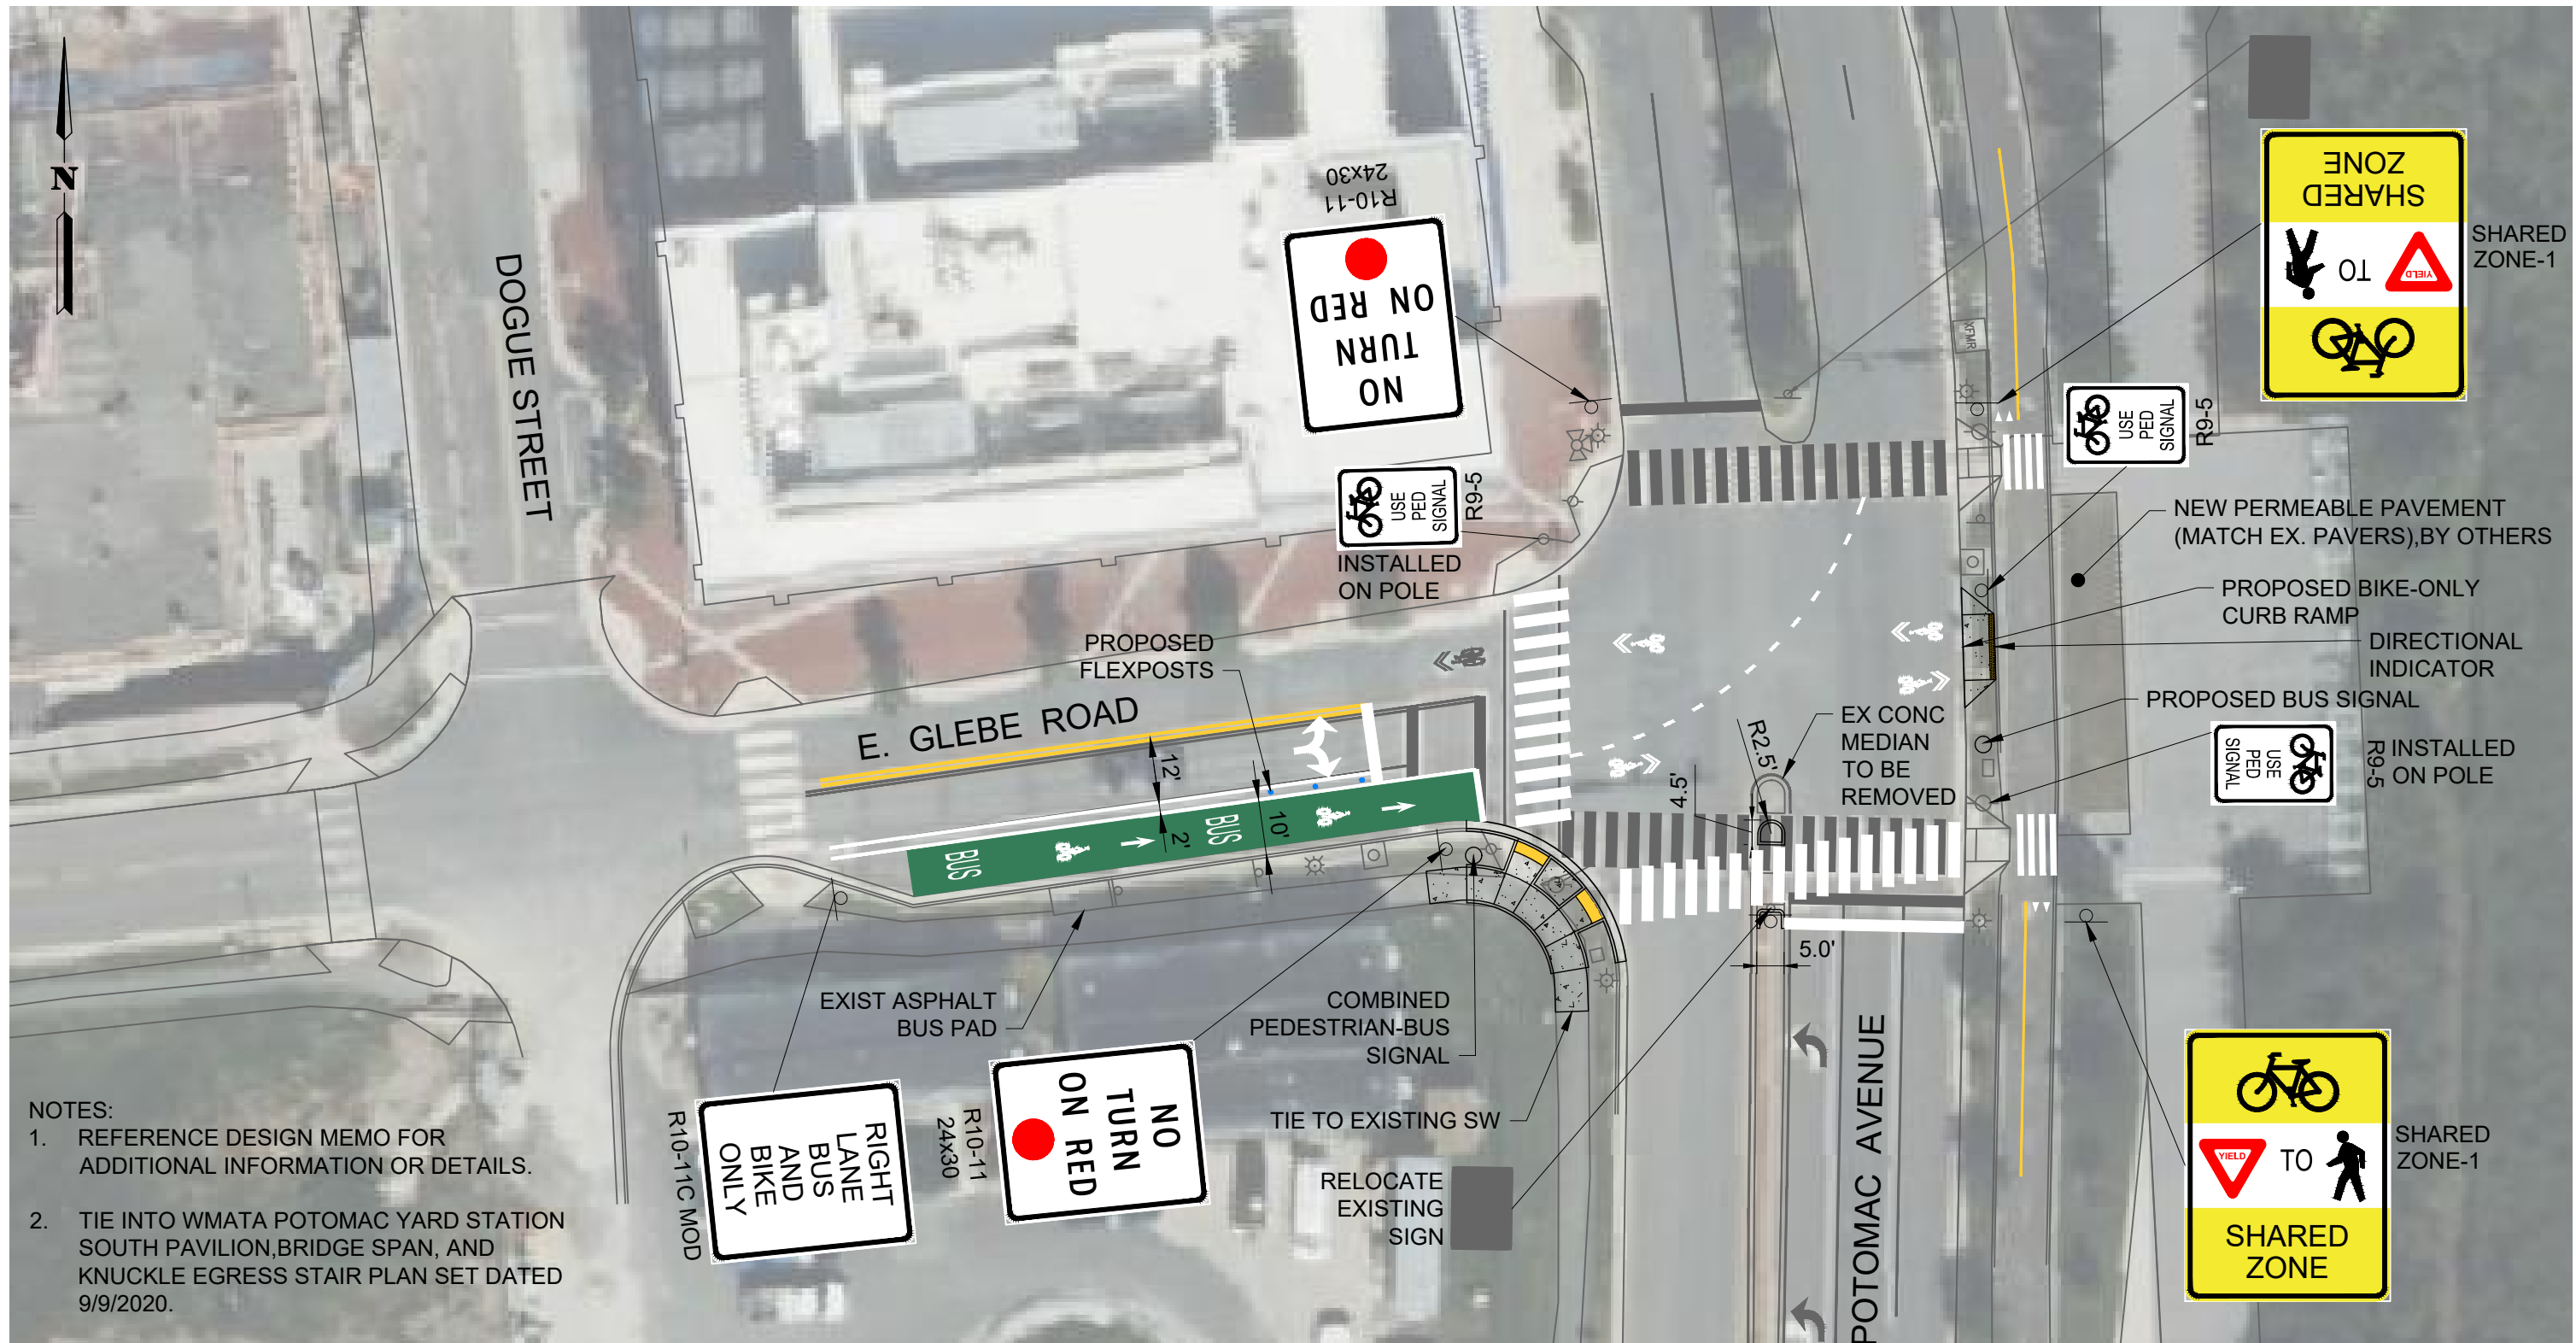 N
DOGUE STREET
R10-11
24x30
NO
TURN
ON RED
USE
PED
SIGNAL
R9-5
INSTALLED
ON POLE
XFMR
SHARED
ZONE
YIELD
TO
SHARED
ZONE-1
USE
PED
SIGNAL
R9-5
NEW PERMEABLE PAVEMENT
(MATCH EX. PAVERS),BY OTHERS
PROPOSED BIKE-ONLY
CURB RAMP
DIRECTIONAL
INDICATOR
PROPOSED BUS SIGNAL
USE
PED
SIGNAL
R9-5
INSTALLED
ON POLE
PROPOSED
FLEXPOSTS
E. GLEBE ROAD
12'
2'
10'
BUS
BUS
R2.5'
4.5'
5.0'
EX CONC
MEDIAN
TO BE
REMOVED
EXIST ASPHALT
BUS PAD
COMBINED
PEDESTRIAN-BUS
SIGNAL
TIE TO EXISTING SW
RELOCATE
EXISTING
SIGN
POTOMAC AVENUE
RIGHT
LANE
BUS
AND
BIKE
ONLY
R10-11C MOD
NO
TURN
ON RED
R10-11
24x30
YIELD
TO
SHARED
ZONE
SHARED
ZONE-1
NOTES:
1. REFERENCE DESIGN MEMO FOR
ADDITIONAL INFORMATION OR DETAILS.
2. TIE INTO WMATA POTOMAC YARD STATION
SOUTH PAVILION,BRIDGE SPAN, AND
KNUCKLE EGRESS STAIR PLAN SET DATED
9/9/2020.